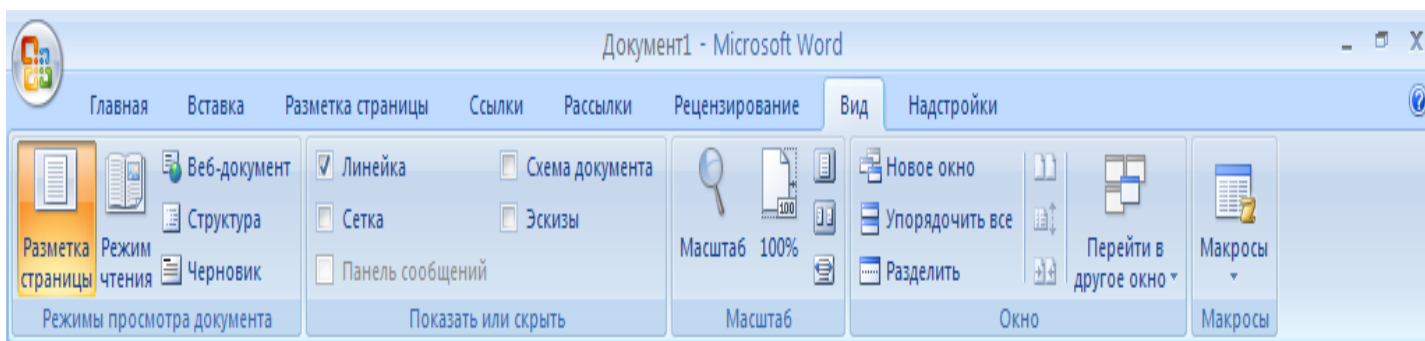 Документ1 - Microsoft Word
Главная Вставка Разметка страницы Ссылки Рассылки Рецензирование Вид Надстройки
Разметка страницы
Режим чтения
Веб-документ
Структура
Черновик
Режимы просмотра документа
Линейка
Сетка
Панель сообщений
Схема документа
Эскизы
Показать или скрыть
Масштаб
100
100%
Масштаб
Новое окно
Упорядочить все
Разделить
Перейти в
другое окно
Окно
Макросы
Макросы